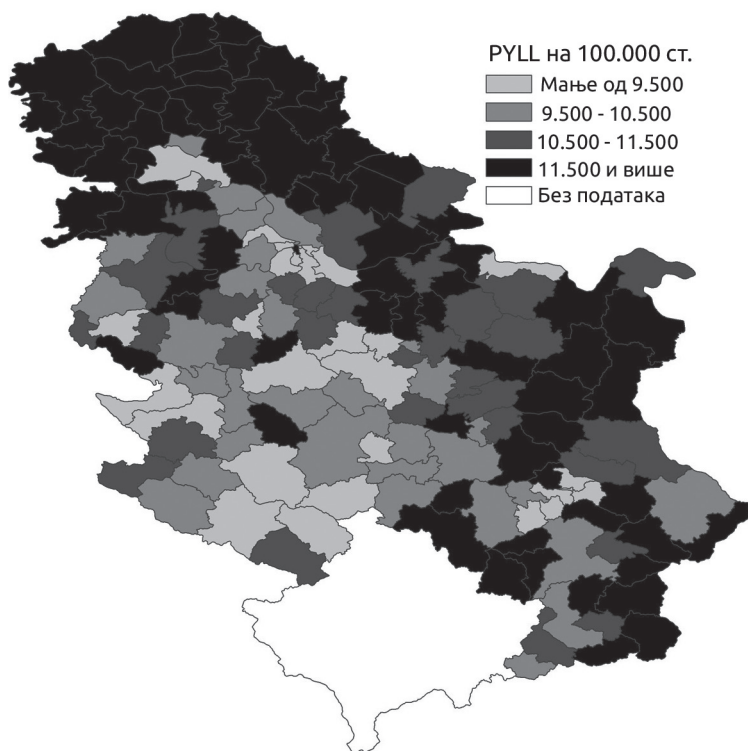 PYLL на 100.000 ст.
Мање од 9.500
9.500 - 10.500
10.500 - 11.500
11.500 и више
Без података